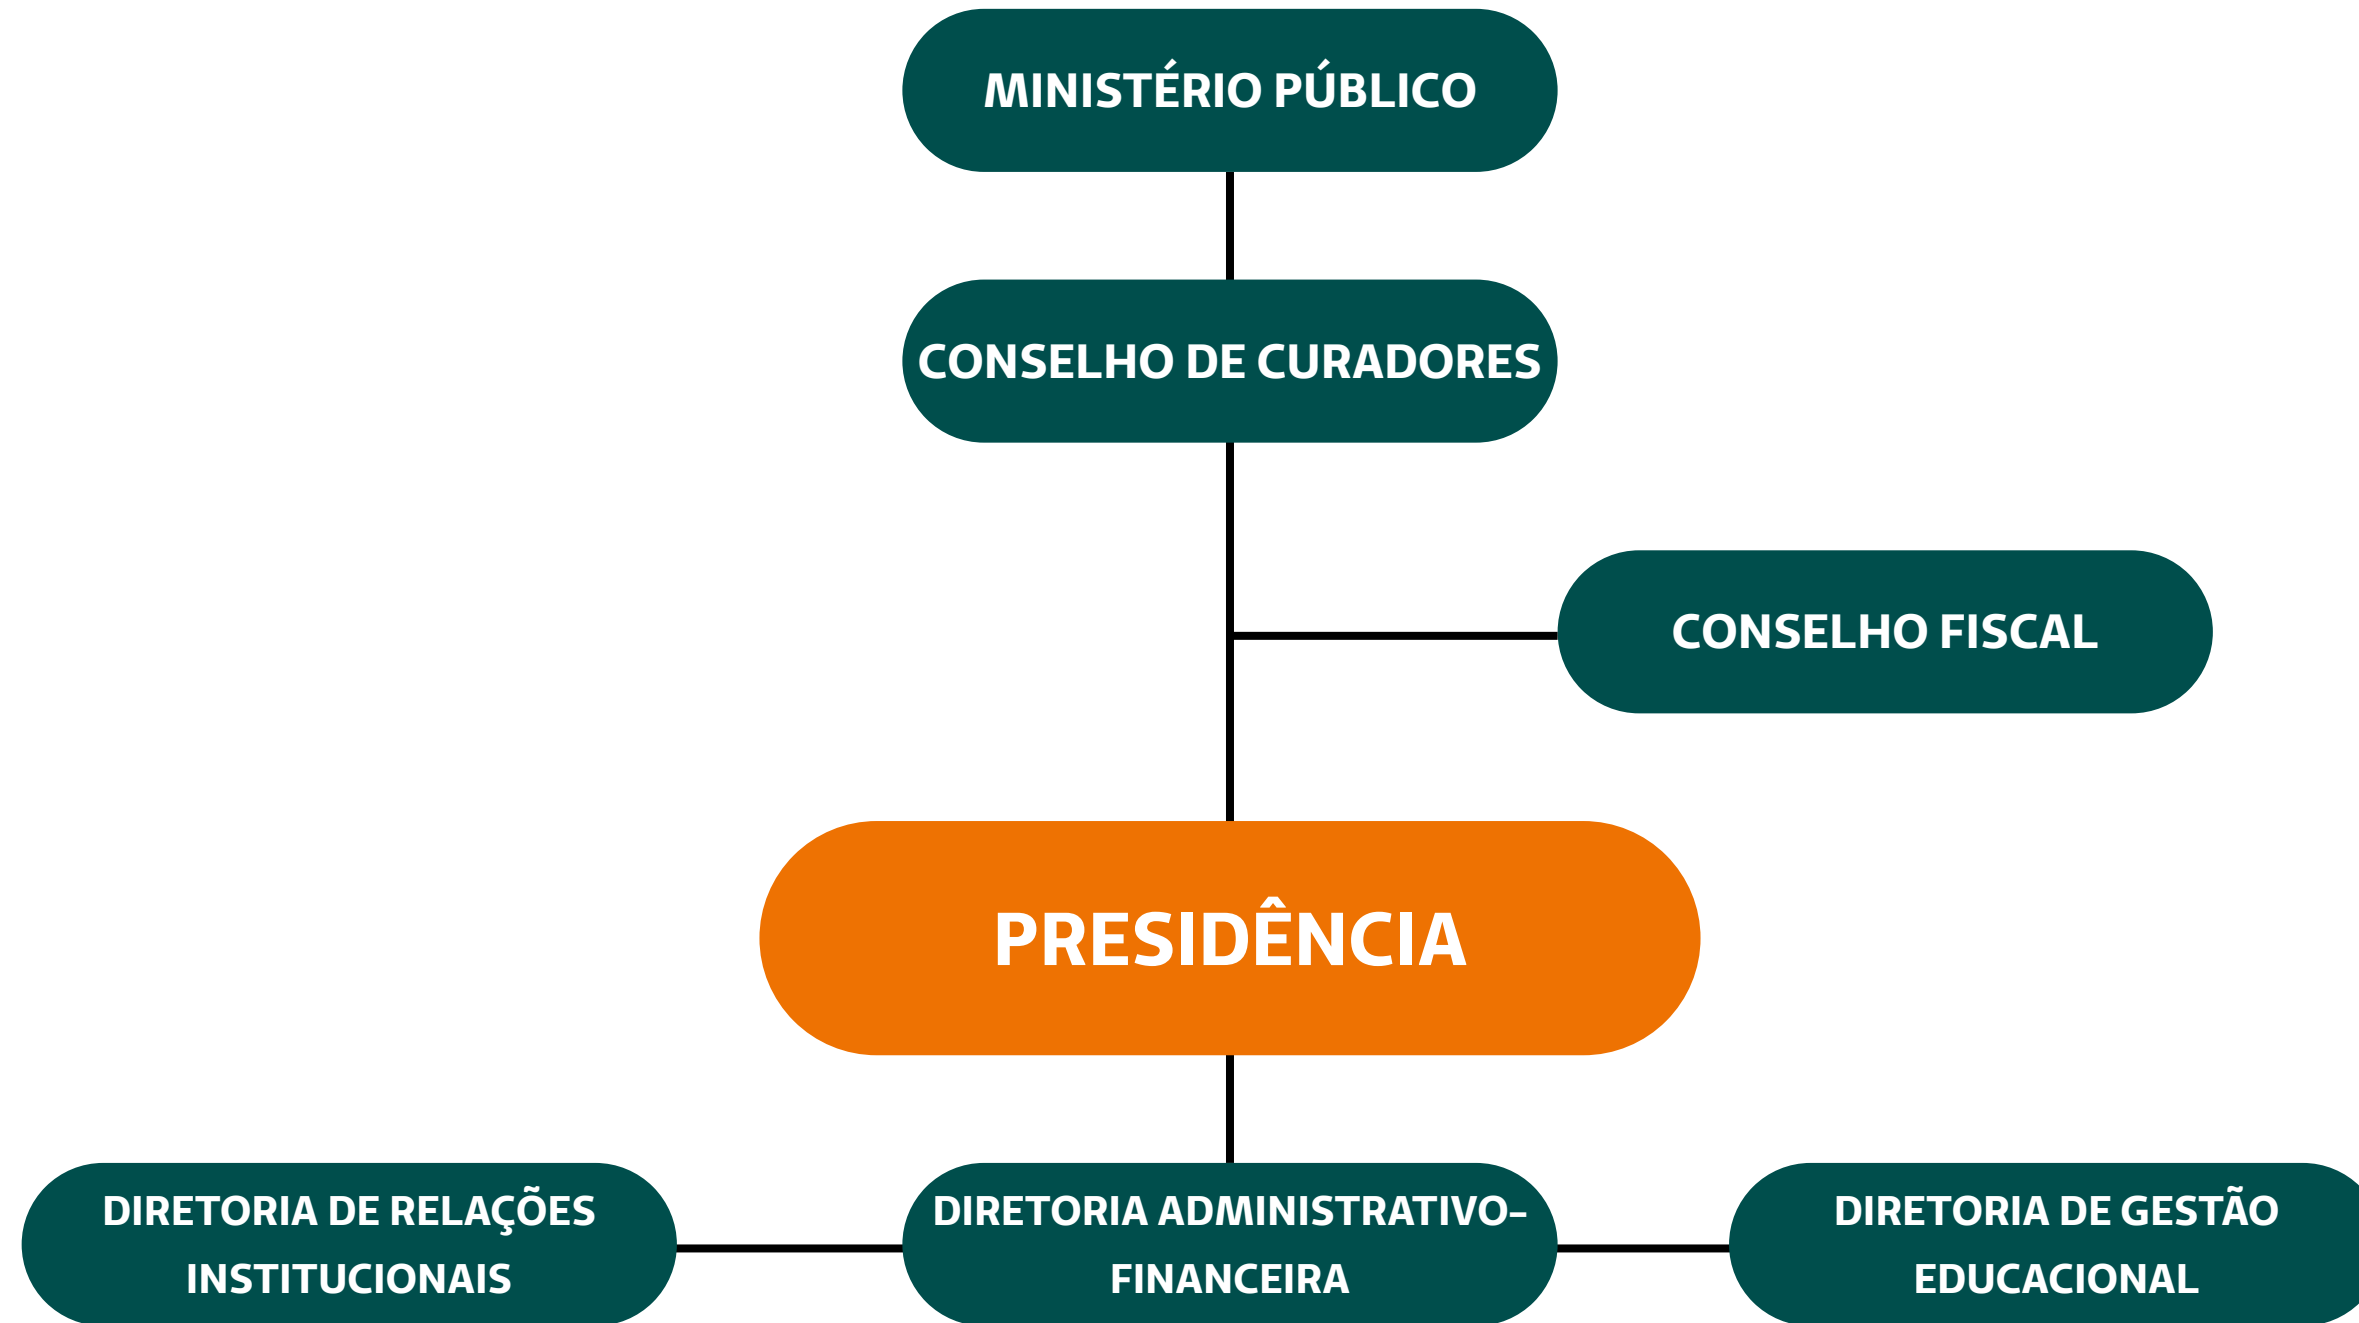 MINISTÉRIO PÚBLICO
CONSELHO DE CURADORES
CONSELHO FISCAL
PRESIDÊNCIA
DIRETORIA DE RELAÇÕES
INSTITUCIONAIS
DIRETORIA ADMINISTRATIVO-
FINANCEIRA
DIRETORIA DE GESTÃO
EDUCACIONAL